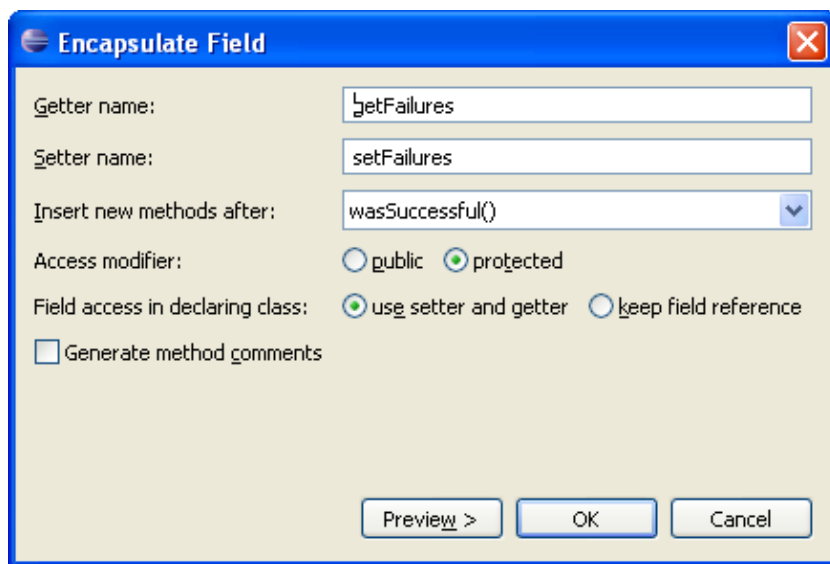 Encapsulate Field
Getter name: getFailures
Setter name: setFailures
Insert new methods after: wasSuccessful()
Access modifier: public protected
Field access in declaring class: use setter and getter keep field reference
Generate method comments
Preview > OK Cancel